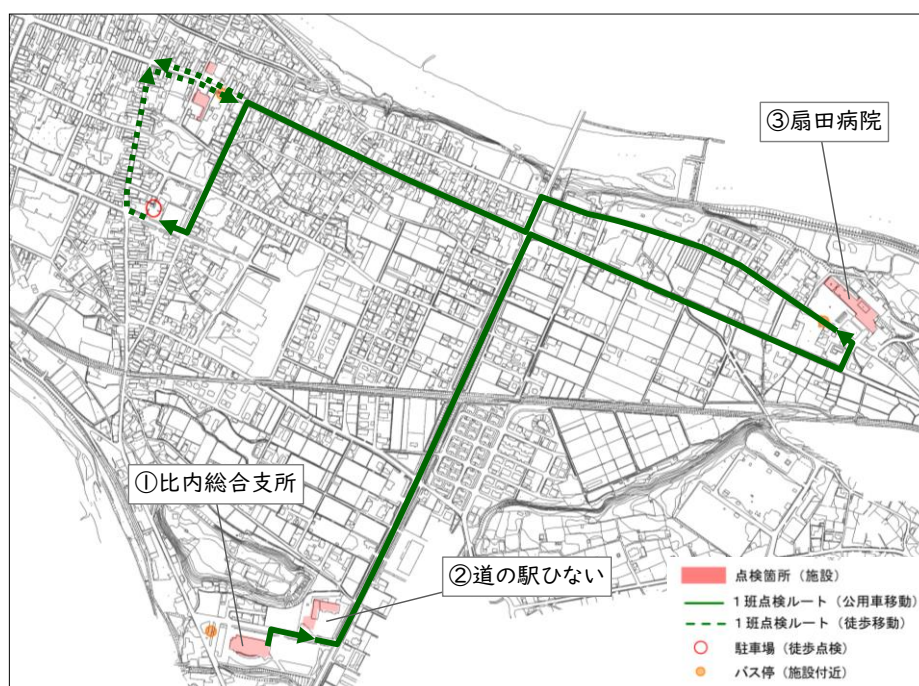 ③扇田病院
①比内総合支所
②道の駅ひない
点検箇所（施設）
１班点検ルート（公用車移動）
１班点検ルート（徒歩移動）
駐車場（徒歩点検）
バス停（施設付近）